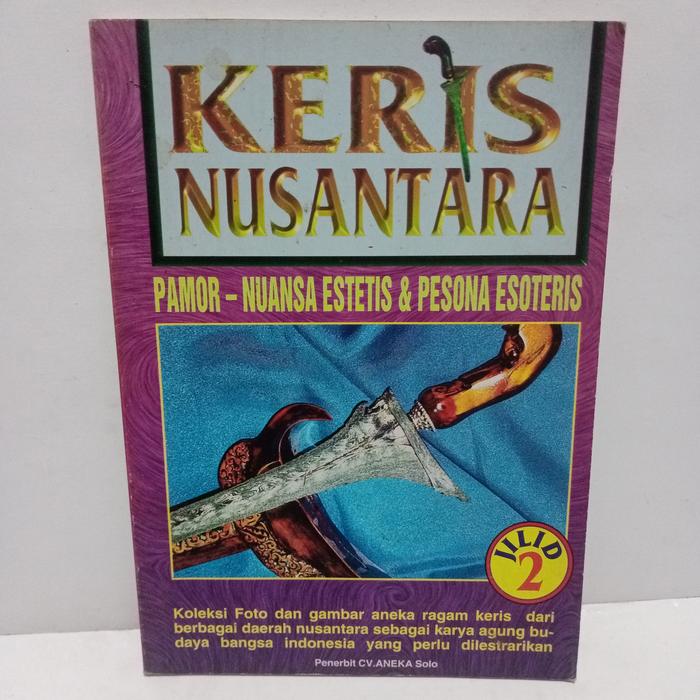 KERIS
NUSANTARA
PAMOR – NUANSA ESTETIS & PESONA ESOTERIS
JILID
2
Koleksi Foto dan gambar aneka ragam keris dari
berbagai daerah nusantara sebagai karya agung bu-
daya bangsa indonesia yang perlu dilestrarikan
Penerbit CV.ANEKA Solo